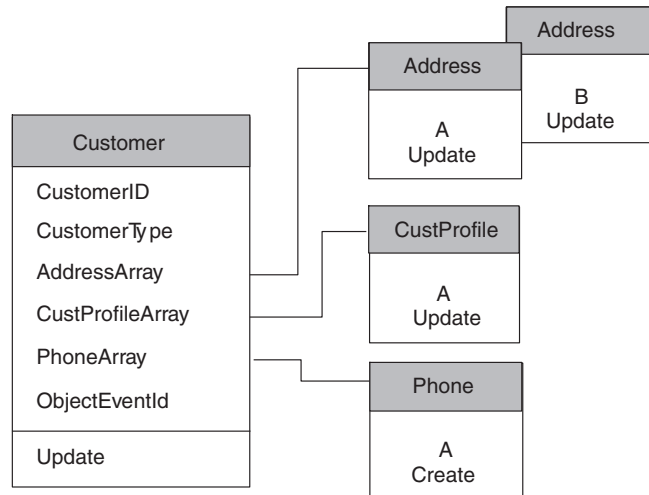 Customer
CustomerID
CustomerType
AddressArray
CustProfileArray
PhoneArray
ObjectEventId
Update
Address
A
Update
Address
B
Update
CustProfile
A
Update
Phone
A
Create